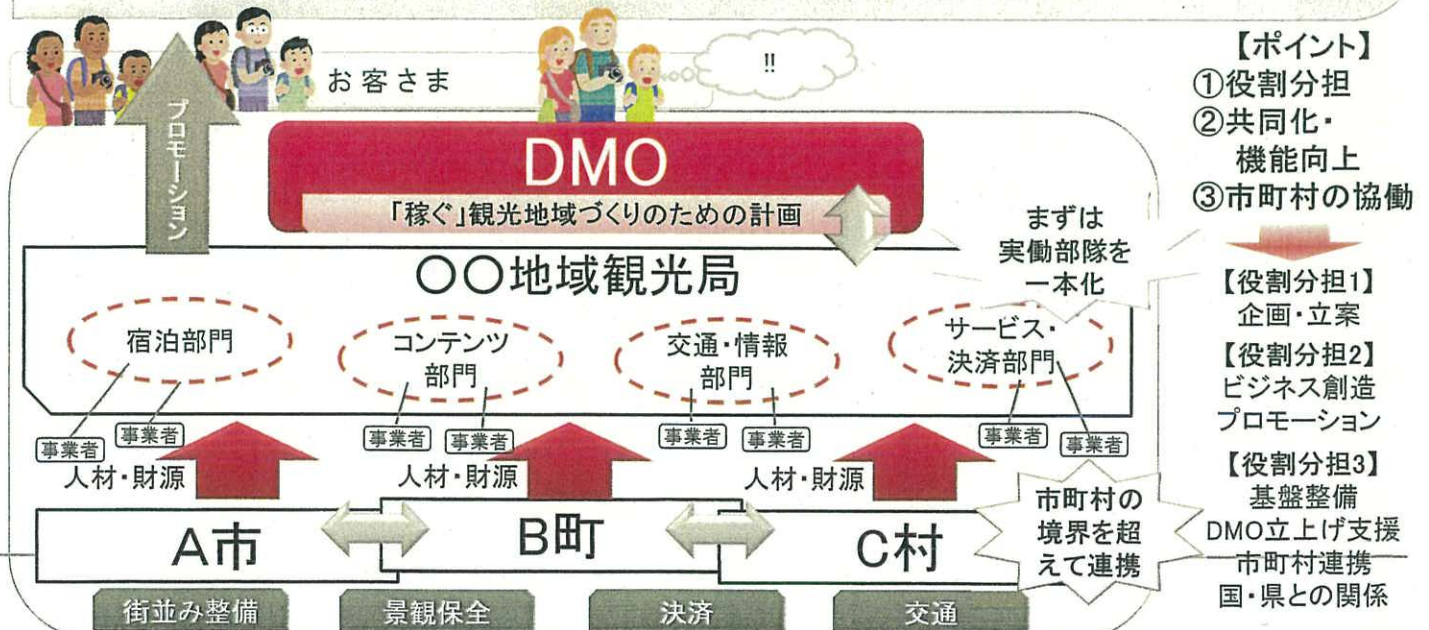 お客さま
!!
プロモーション
DMO
「稼ぐ」観光地域づくりのための計画
〇〇地域観光局
宿泊部門
コンテンツ
部門
交通・情報
部門
サービス・
決済部門
まずは
実働部隊を
一本化
事業者
事業者
事業者
事業者
事業者
事業者
事業者
事業者
人材・財源
人材・財源
人材・財源
A市
B町
C村
市町村の
境界を超
えて連携
街並み整備
景観保全
決済
交通
【ポイント】
①役割分担
②共同化・
機能向上
③市町村の協働
【役割分担1】
企画・立案
【役割分担2】
ビジネス創造
プロモーション
【役割分担3】
基盤整備
DMO立上げ支援
市町村連携
国・県との関係